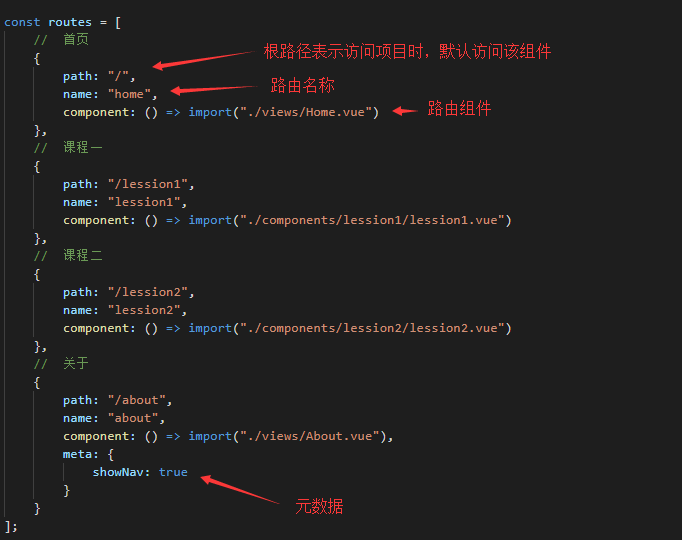 const routes = [
// 首页
{
根路径表示访问项目时，默认访问该组件
path: "/",
路由名称
name: "home",
component: () => import("./views/Home.vue")
路由组件
},
// 课程一
{
path: "/lession1",
name: "lession1",
component: () => import("./components/lession1/lession1.vue")
},
// 课程二
{
path: "/lession2",
name: "lession2",
component: () => import("./components/lession2/lession2.vue")
},
// 关于
{
path: "/about",
name: "about",
component: () => import("./views/About.vue"),
meta: {
showNav: true
}
元数据
}
];